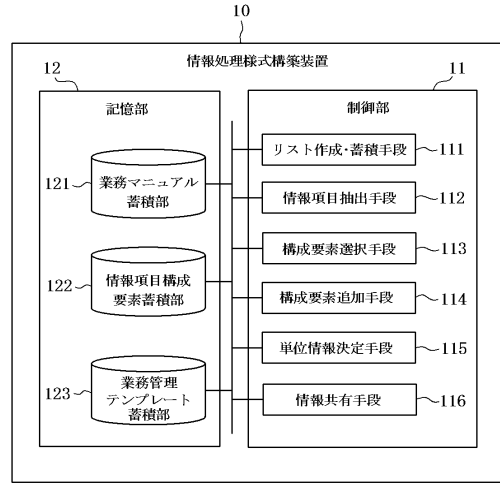 10
情報処理様式構築装置
12
11
記憶部
制御部
121
業務マニュアル
蓄積部
122
情報項目構成
要素蓄積部
123
業務管理
テンプレート
蓄積部
リスト作成・蓄積手段
111
情報項目抽出手段
112
構成要素選択手段
113
構成要素追加手段
114
単位情報決定手段
115
情報共有手段
116